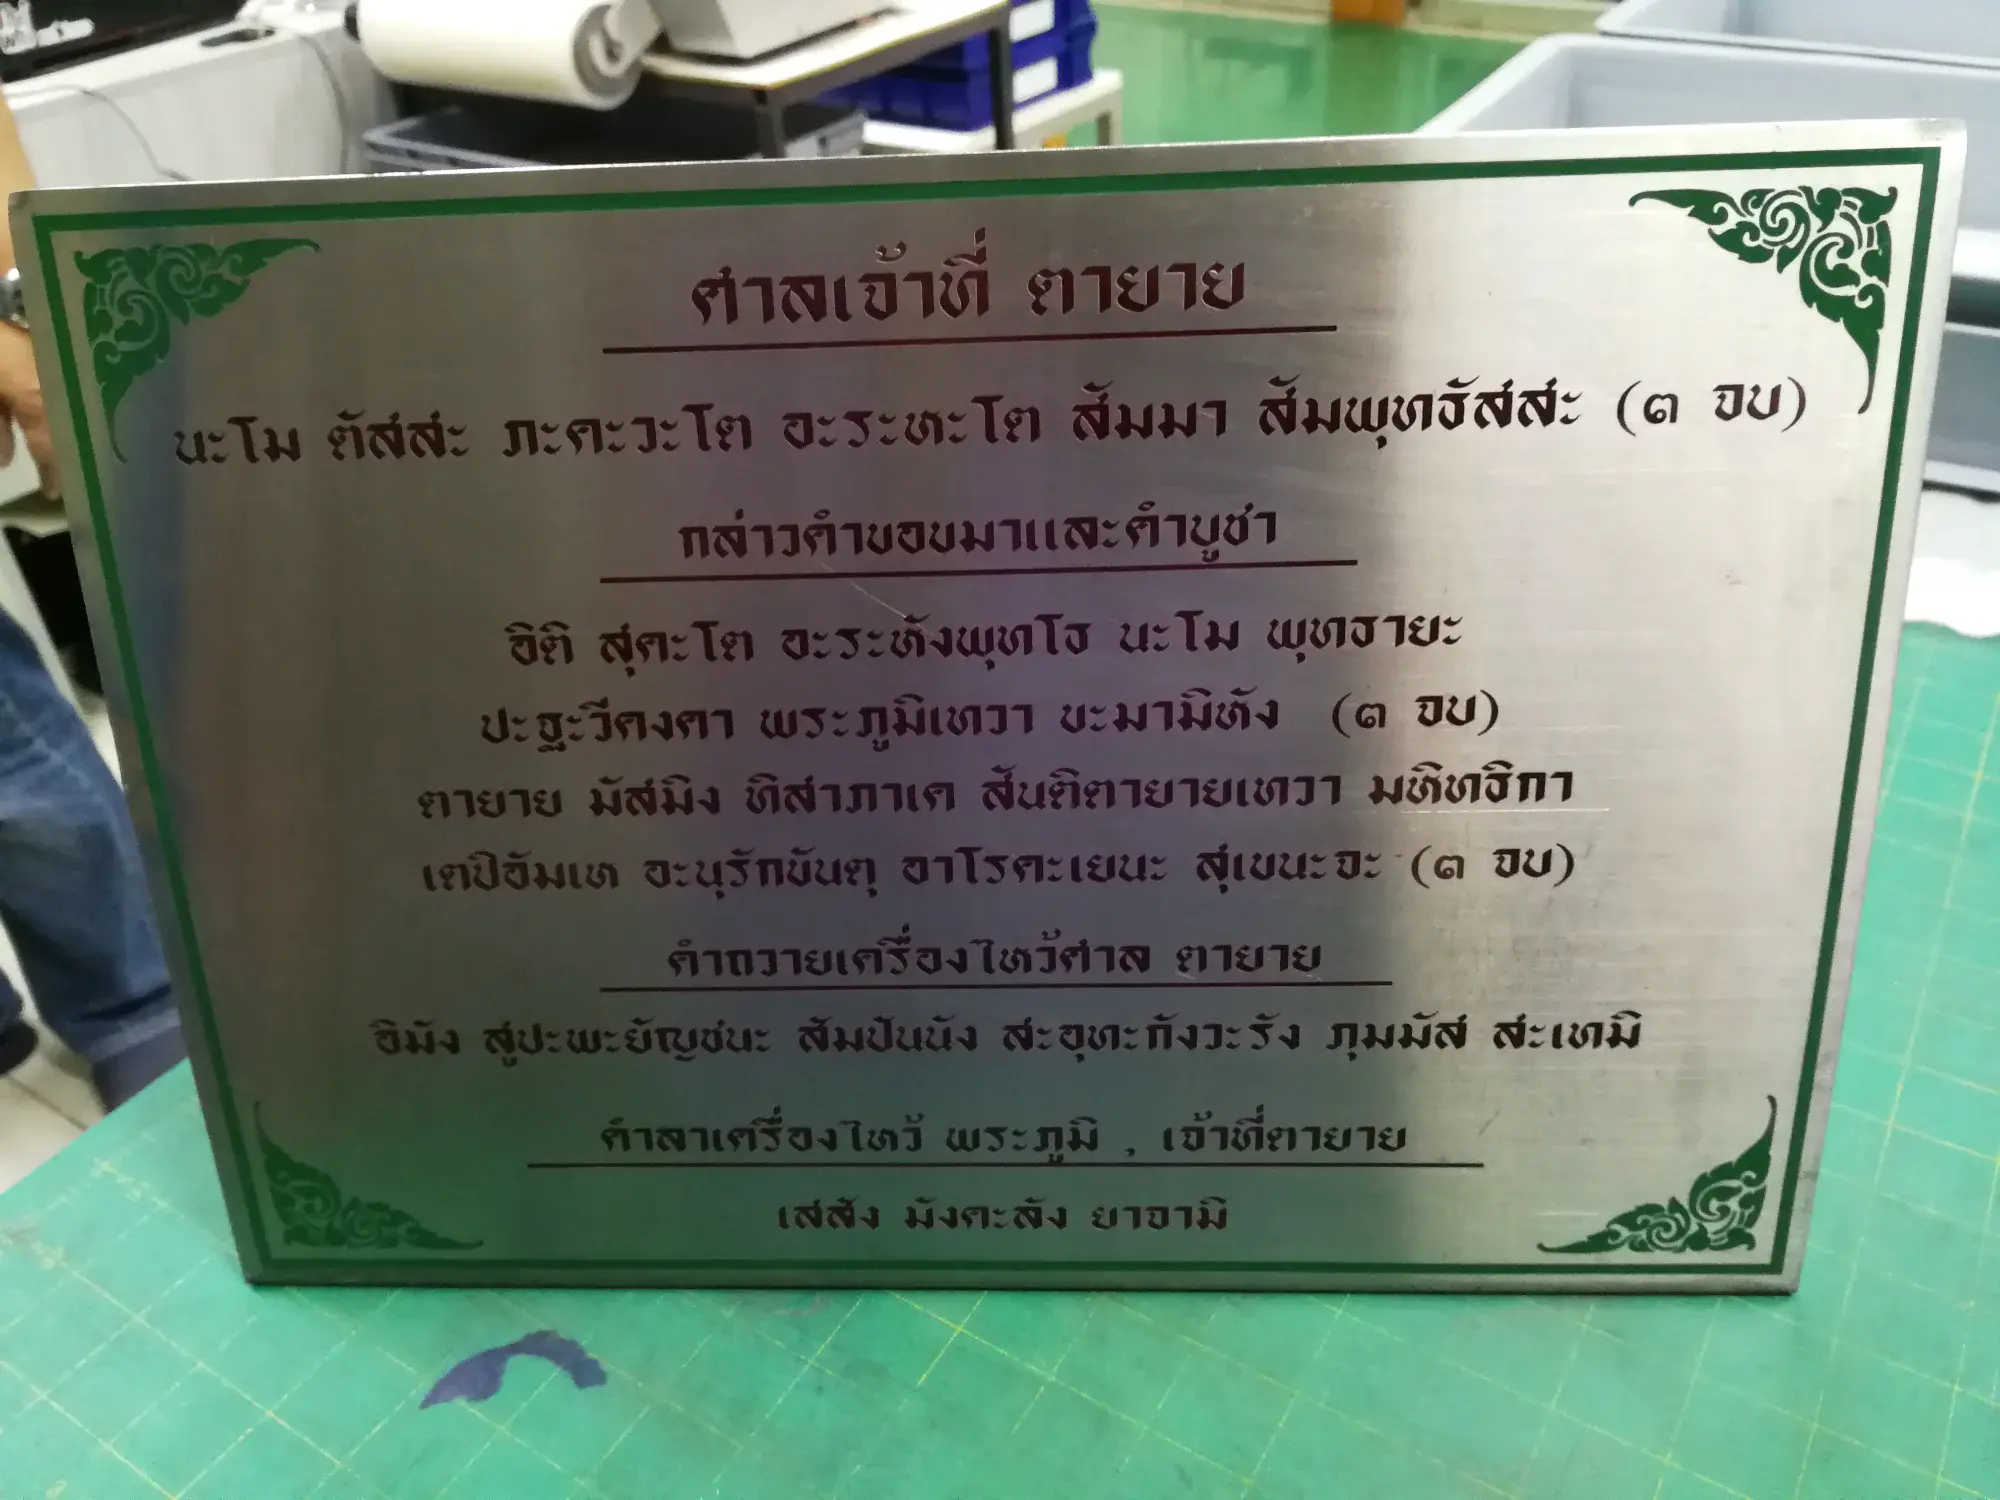 ศาลเจ้าที่ ตายาย
นะโม ตัสสะ ภะคะวะโต อะระหะโต สัมมา สัมพุทธัสสะ (๓ จบ)
กล่าวคำขอขมาและคำบูชา
อิติ สุคะโต อะระหังพุทโธ นะโม พุทธายะ
ปะฐะวีคงคา พระภูมิเทวา ขะมามิหัง (๓ จบ)
ตายาย มัสมิง ทิสาภาเค สันติตายายเทวา มหิทธิกา
เตปิอัมเห อะนุรักขันตุ อาโรคะเยนะ สุเขนะจะ (๓ จบ)
คำถวายเครื่องไหว้ศาล ตายาย
อิมัง สูปะพะยัญชนะ สัมปันนัง สะอุทะกังวะรัง ภุมมัส สะเทมิ
คำลาเครื่องไหว้ พระภูมิ , เจ้าที่ตายาย
เสสัง มังคะลัง ยาจามิ